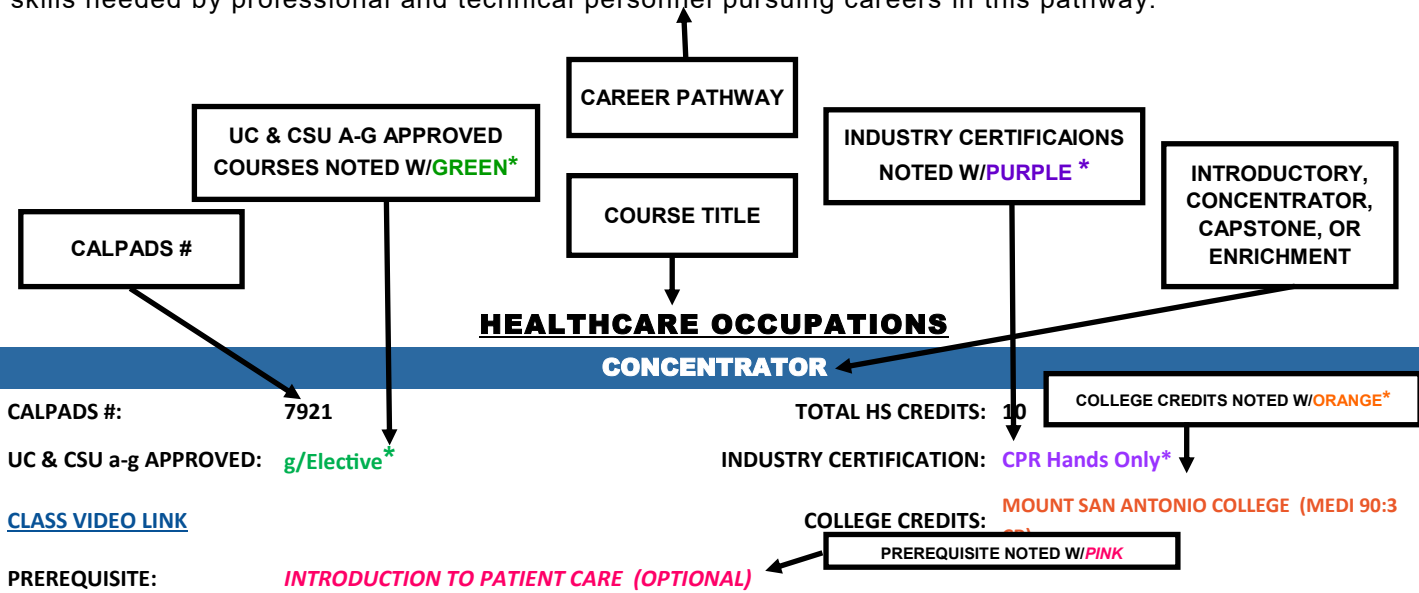 skills needed by professional and technical personnel pursuing careers in this pathway.
CAREER PATHWAY
UC & CSU A-G APPROVED
COURSES NOTED W/GREEN*
INDUSTRY CERTIFICAIONS
NOTED W/PURPLE *
INTRODUCTORY,
CONCENTRATOR,
CAPSTONE, OR
ENRICHMENT
COURSE TITLE
CALPADS #
HEALTHCARE OCCUPATIONS
CONCENTRATOR
CALPADS #: 7921 TOTAL HS CREDITS: 10
COLLEGE CREDITS NOTED W/ORANGE*
UC & CSU a-g APPROVED: g/Elective* INDUSTRY CERTIFICATION: CPR Hands Only*
CLASS VIDEO LINK COLLEGE CREDITS: MOUNT SAN ANTONIO COLLEGE (MEDI 90:3
PREREQUISITE NOTED W/PINK
PREREQUISITE: INTRODUCTION TO PATIENT CARE (OPTIONAL)